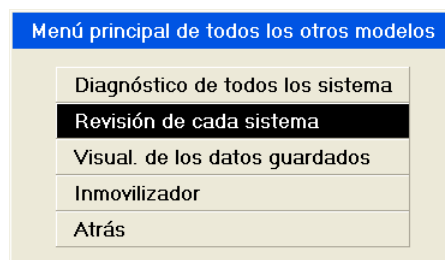 Menú principal de todos los otros modelos
Diagnóstico de todos los sistema
Revisión de cada sistema
Visual. de los datos guardados
Inmovilizador
Atrás